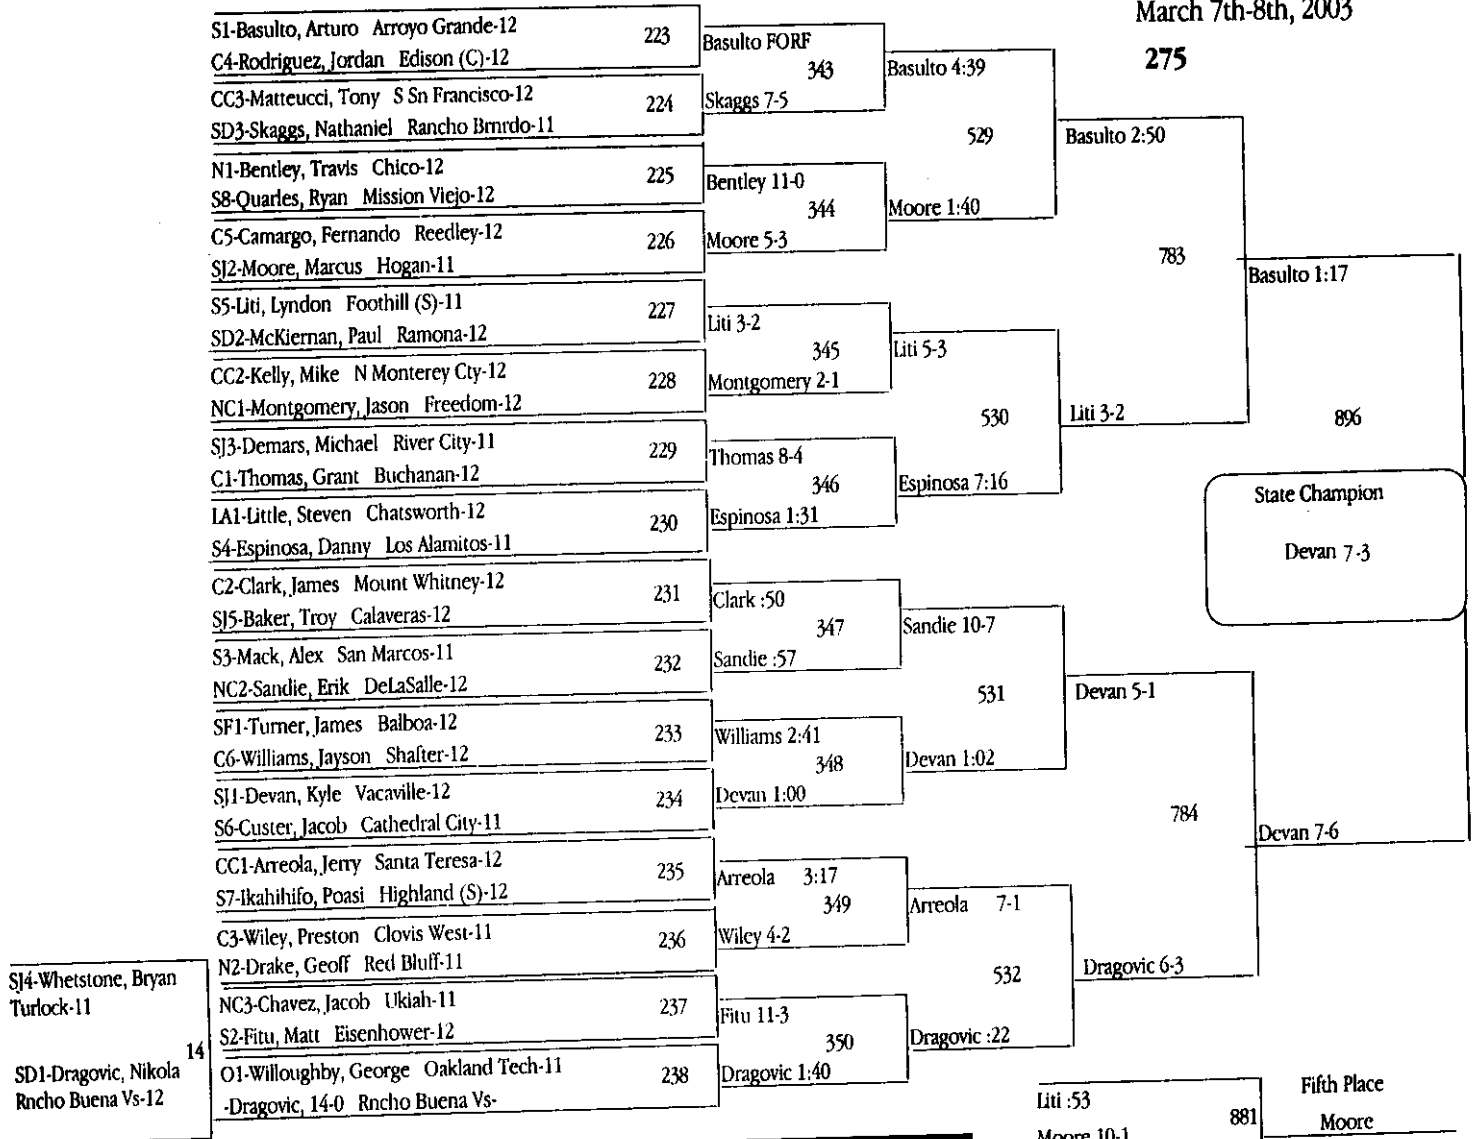 March 7th-8th, 2003
275
S1-Basulto, Arturo Arroyo Grande-12
C4-Rodriguez, Jordan Edison (C)-12
223
CC3-Matteucci, Tony S Sn Francisco-12
SD3-Skaggs, Nathaniel Rancho Brnrdo-11
224
N1-Bentley, Travis Chico-12
S8-Quarles, Ryan Mission Viejo-12
225
C5-Camargo, Fernando Reedley-12
SJ2-Moore, Marcus Hogan-11
226
S5-Liti, Lyndon Foothill (S)-11
SD2-McKiernan, Paul Ramona-12
227
CC2-Kelly, Mike N Monterey Cty-12
NC1-Montgomery, Jason Freedom-12
228
SJ3-Demars, Michael River City-11
C1-Thomas, Grant Buchanan-12
229
LA1-Little, Steven Chatsworth-12
S4-Espinosa, Danny Los Alamitos-11
230
C2-Clark, James Mount Whitney-12
SJ5-Baker, Troy Calaveras-12
231
S3-Mack, Alex San Marcos-11
NC2-Sandie, Erik DeLaSalle-12
232
SF1-Turner, James Balboa-12
C6-Williams, Jayson Shafter-12
233
SJ1-Devan, Kyle Vacaville-12
S6-Custer, Jacob Cathedral City-11
234
CC1-Arreola, Jerry Santa Teresa-12
S7-Ikahihifo, Poasi Highland (S)-12
235
C3-Wiley, Preston Clovis West-11
N2-Drake, Geoff Red Bluff-11
236
NC3-Chavez, Jacob Ukiah-11
S2-Fitu, Matt Eisenhower-12
237
O1-Willoughby, George Oakland Tech-11
-Dragovic, 14-0 Rncho Buena Vs-
238
SJ4-Whetstone, Bryan
Turlock-11
14
SD1-Dragovic, Nikola
Rncho Buena Vs-12
Basulto FORF
343
Skaggs 7-5
Bentley 11-0
344
Moore 5-3
Liti 3-2
345
Montgomery 2-1
Thomas 8-4
346
Espinosa 1:31
Clark :50
347
Sandie :57
Williams 2:41
348
Devan 1:00
Arreola 3:17
349
Wiley 4-2
Fitu 11-3
350
Dragovic 1:40
Basulto 4:39
529
Moore 1:40
Liti 5-3
530
Espinosa 7:16
Sandie 10-7
531
Devan 1:02
Arreola 7-1
532
Dragovic :22
Basulto 2:50
783
Liti 3-2
Devan 5-1
784
Dragovic 6-3
Basulto 1:17
896
Devan 7-6
State Champion
Devan 7-3
Liti :53
881
Moore 10-1
Fifth Place
Moore